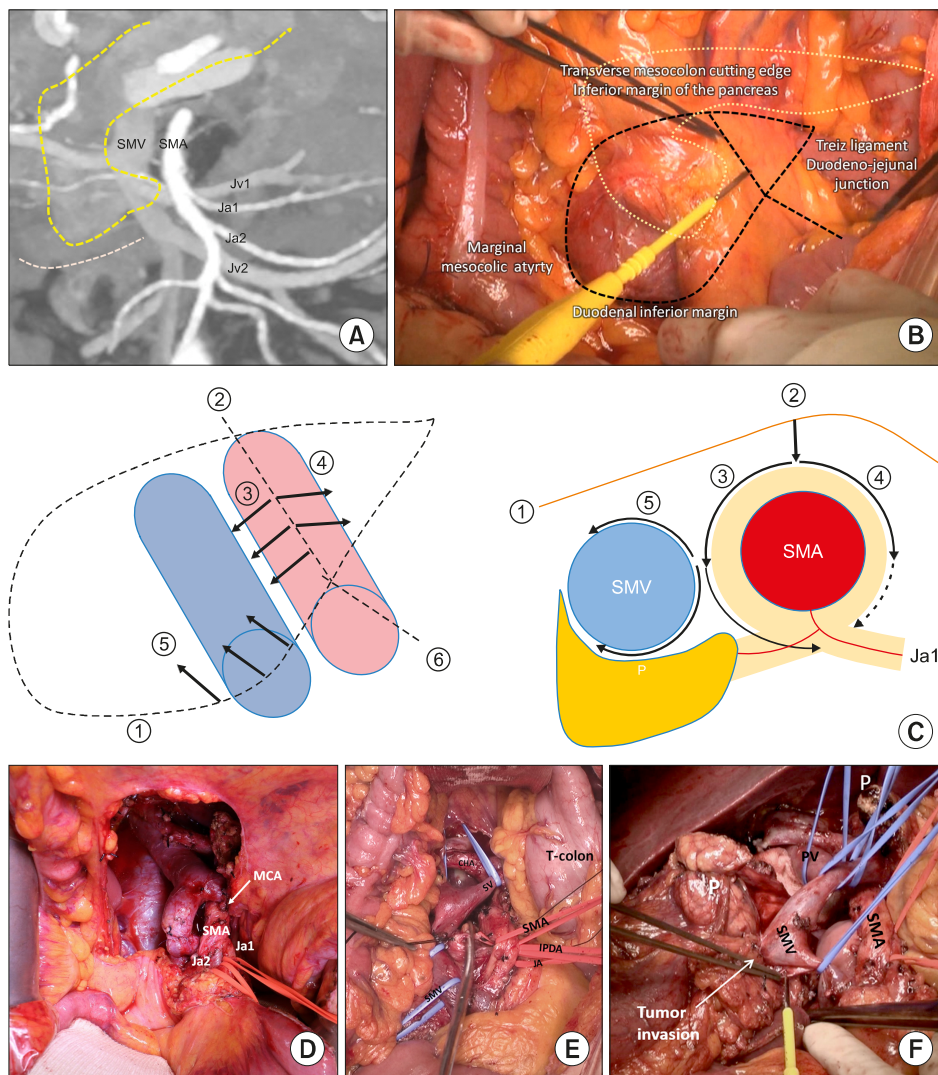 SMV
SMA
Jv1
Ja1
Ja2
Jv2
A
Transverse mesocolon cutting edge
Inferior margin of the pancreas
Treiz ligament
Duodeno-jejunal
junction
Marginal
mesocolic atyrty
Duodenal inferior margin
B
②
④
③
⑤
⑥
①
②
③
④
①
⑤
SMA
SMV
P
Ja1
C
MCA
SMA
Ja1
Ja2
D
CHA
SV
T-colon
SMA
IPDA
JA
SMV
E
P
PV
P
SMA
SMV
Tumor
invasion
F